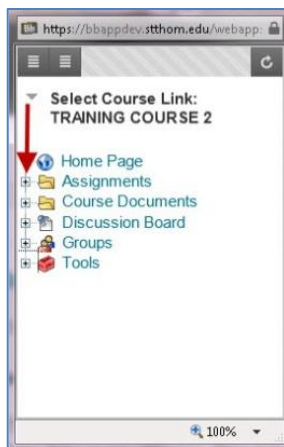 Bb https://bbappdev.stthom.edu/webapp
Select Course Link:
TRAINING COURSE 2
Home Page
Assignments
Course Documents
Discussion Board
Groups
Tools
100%